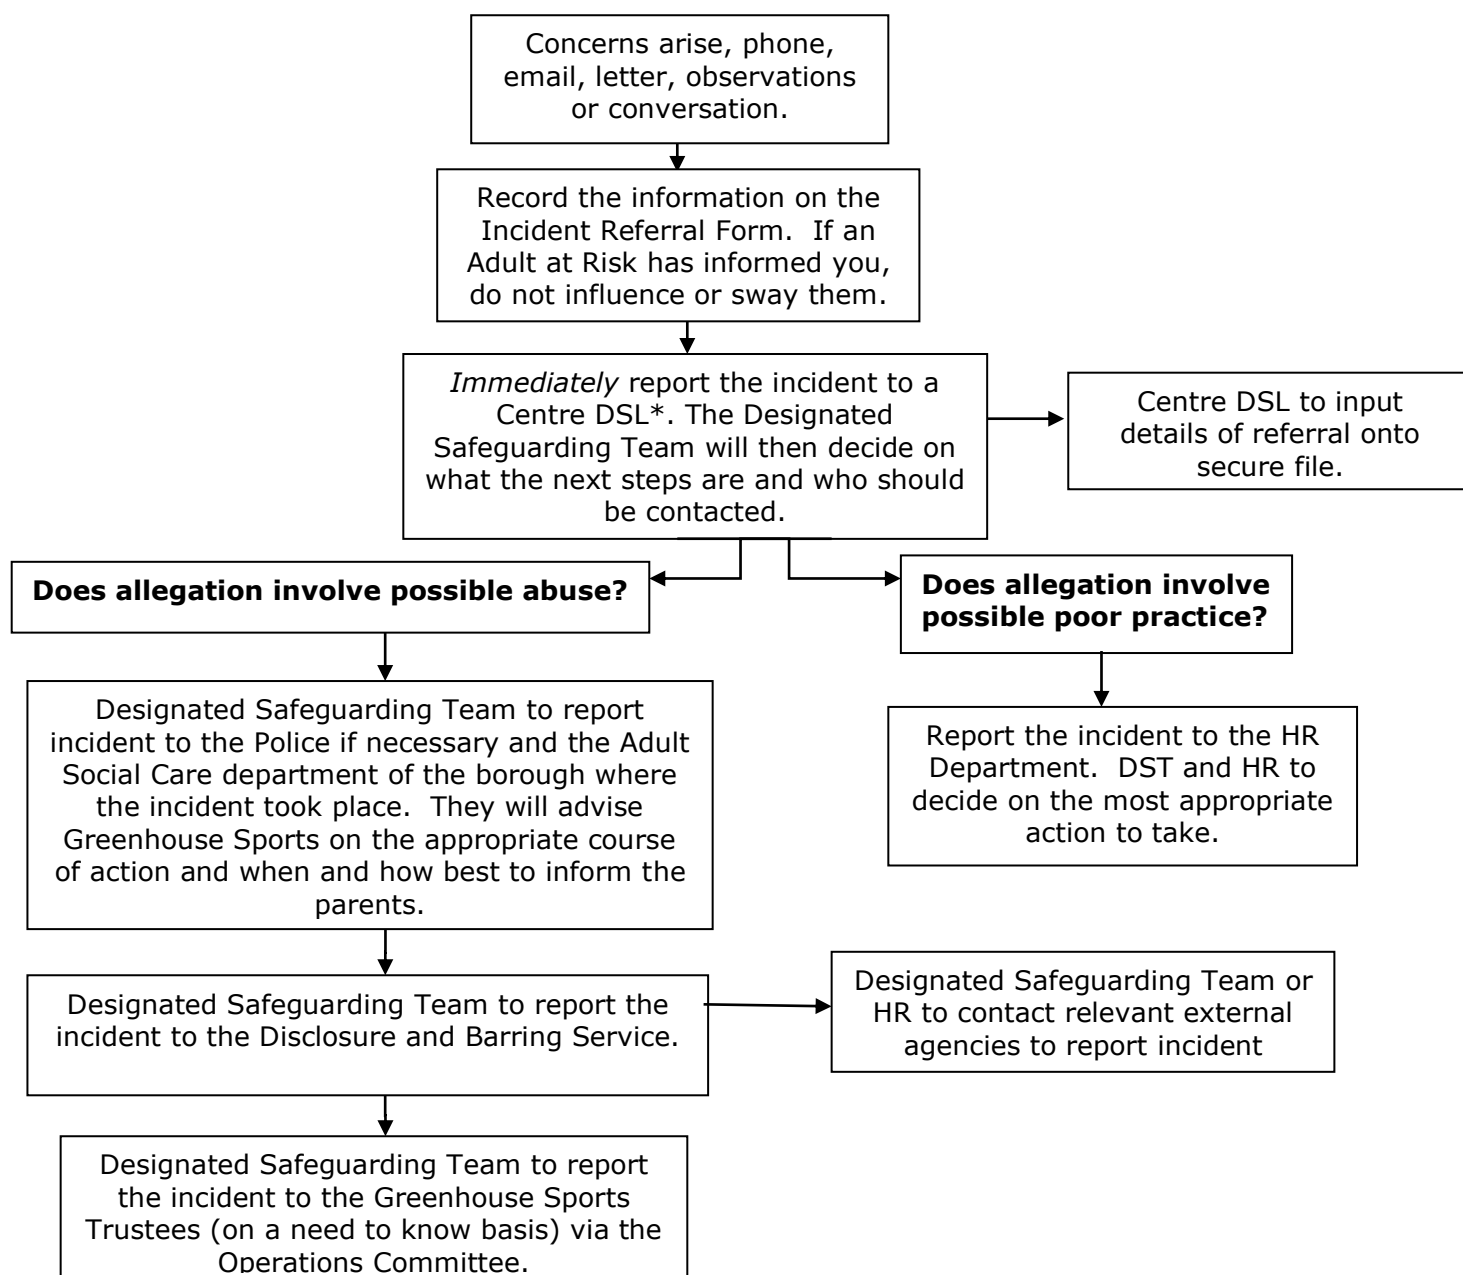 Concerns arise, phone,
email, letter, observations
or conversation.
Record the information on the
Incident Referral Form.  If an
Adult at Risk has informed you,
do not influence or sway them.
Immediately report the incident to a
Centre DSL*. The Designated
Safeguarding Team will then decide on
what the next steps are and who should
be contacted.
Centre DSL to input
details of referral onto
secure file.
Does allegation involve possible abuse?
Does allegation involve
possible poor practice?
Designated Safeguarding Team to report
incident to the Police if necessary and the Adult
Social Care department of the borough where
the incident took place.  They will advise
Greenhouse Sports on the appropriate course
of action and when and how best to inform the
parents.
Report the incident to the HR
Department.  DST and HR to
decide on the most appropriate
action to take.
Designated Safeguarding Team to report the
incident to the Disclosure and Barring Service.
Designated Safeguarding Team or
HR to contact relevant external
agencies to report incident
Designated Safeguarding Team to report
the incident to the Greenhouse Sports
Trustees (on a need to know basis) via the
Operations Committee.